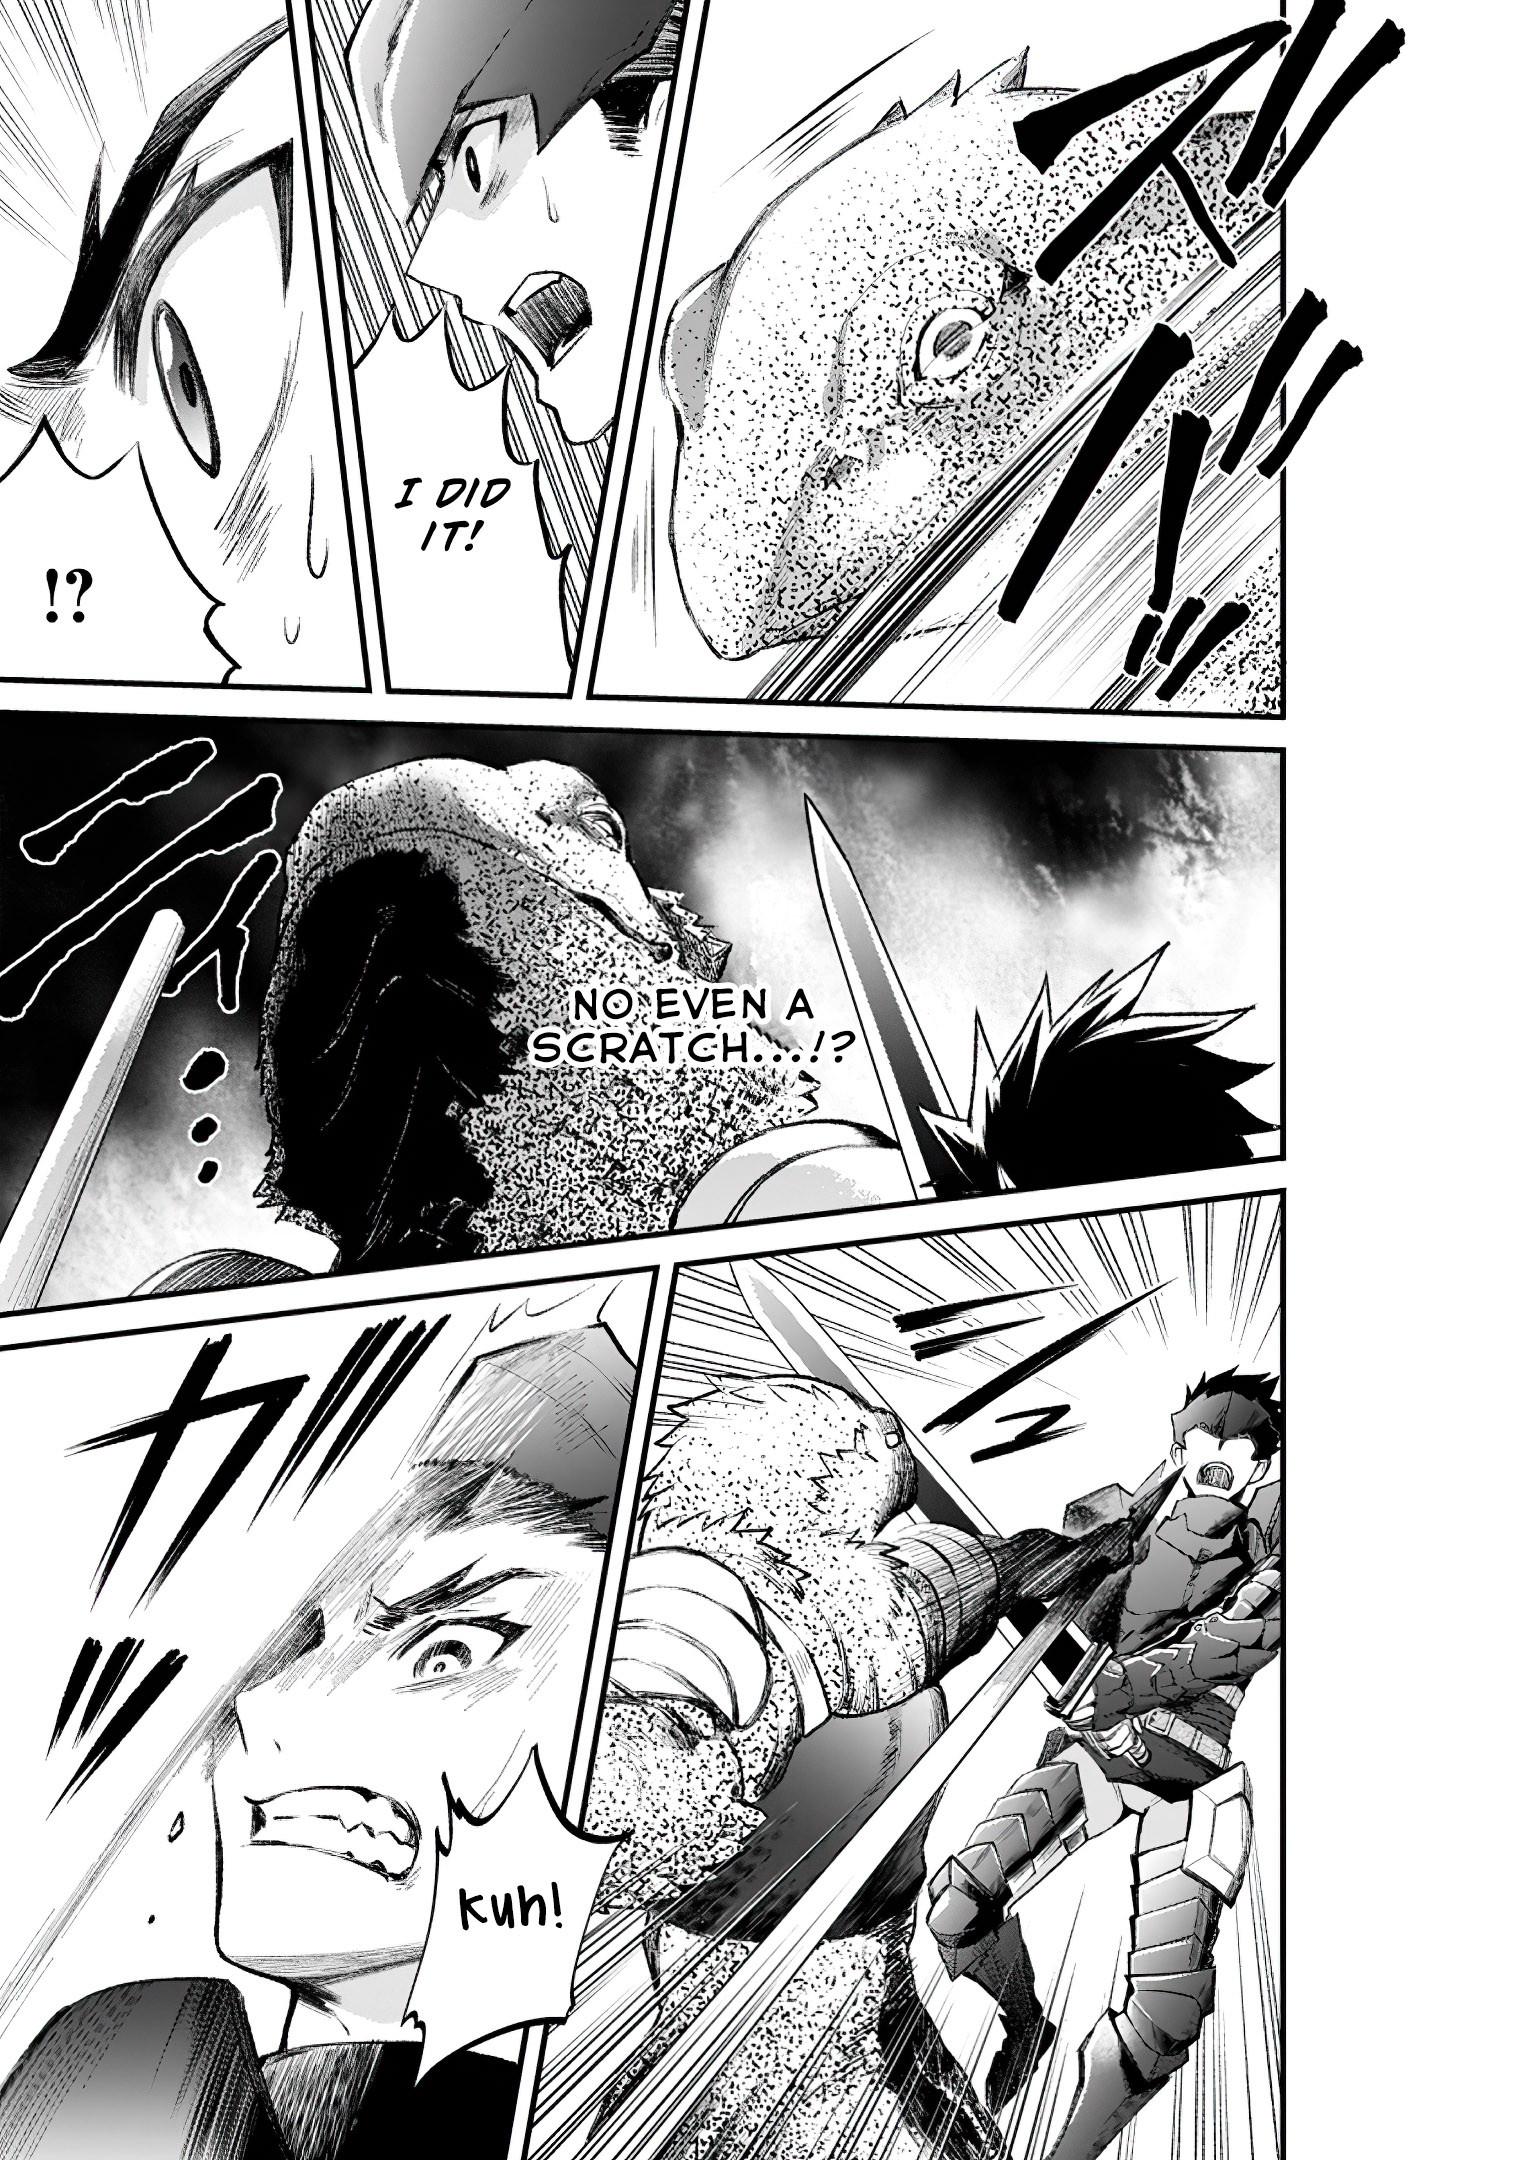 I DID
IT!
!?
NO EVEN A
SCRATCH...!?
KUH!